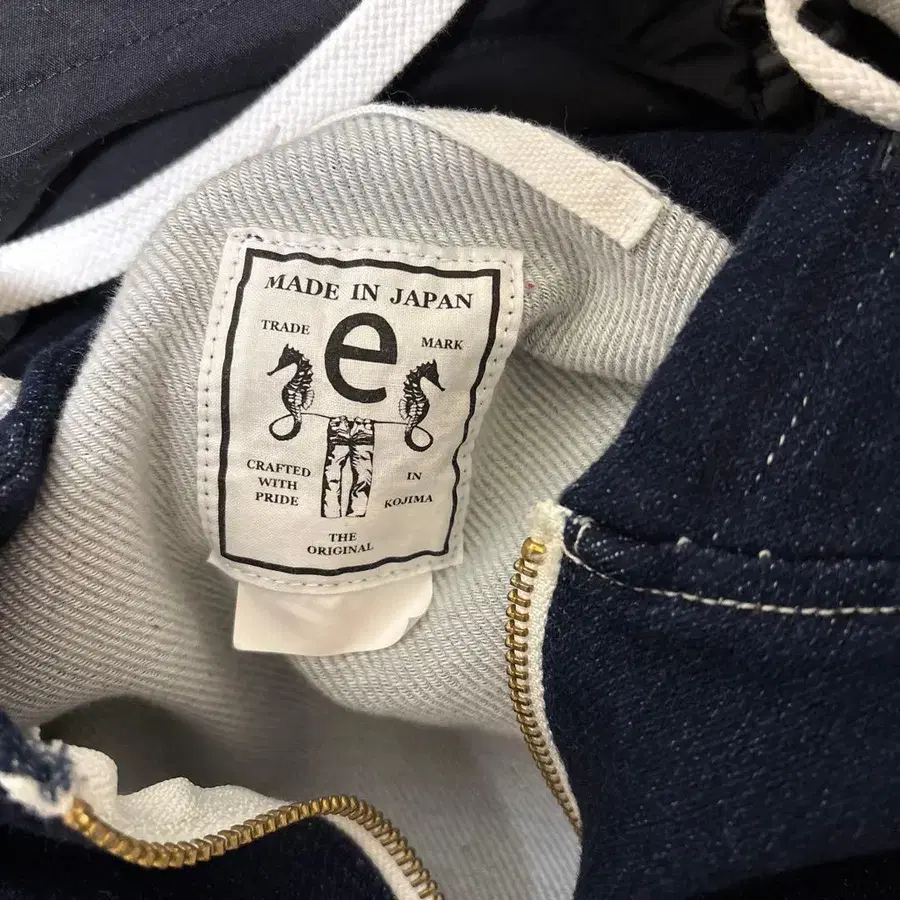 MADE IN JAPAN
TRADE MARK
e
CRAFTED
WITH
PRIDE
IN
KOJIMA
THE
ORIGINAL